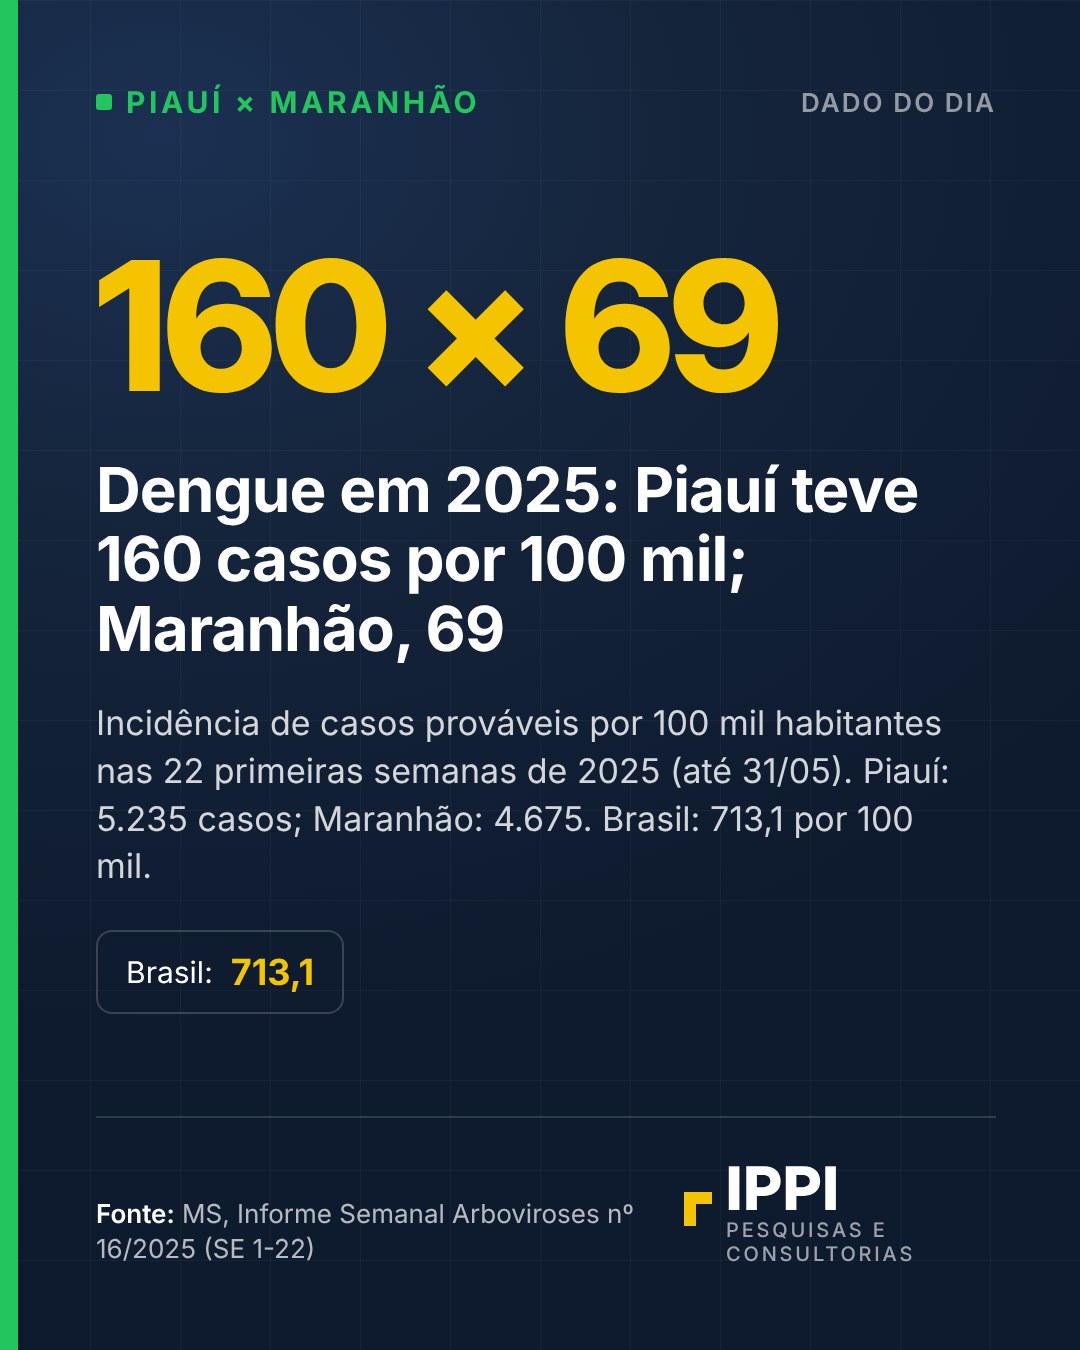 PIAUÍ × MARANHÃO
DADO DO DIA
160 × 69
Dengue em 2025: Piauí teve
160 casos por 100 mil;
Maranhão, 69
Incidência de casos prováveis por 100 mil habitantes
nas 22 primeiras semanas de 2025 (até 31/05). Piauí:
5.235 casos; Maranhão: 4.675. Brasil: 713,1 por 100
mil.
Brasil: 713,1
Fonte: MS, Informe Semanal Arboviroses nº
16/2025 (SE 1-22)
IPPI
PESQUISAS E
CONSULTORIAS